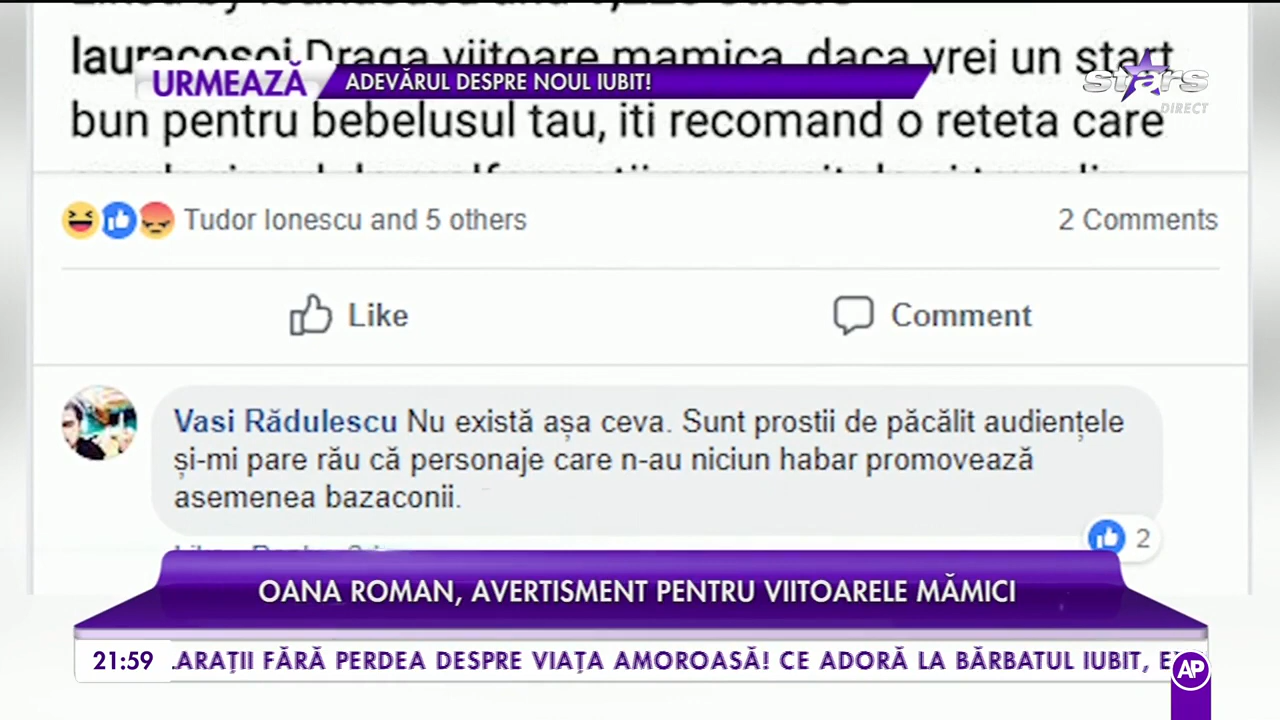 lauracosoi Draga viitoare mamica, daca vrei un start
URMEAZĂ ADEVĂRUL DESPRE NOUL IUBIT!
stars
DIRECT
bun pentru bebelusul tau, iti recomand o reteta care
Tudor Ionescu and 5 others
2 Comments
Like
Comment
Vasi Rădulescu Nu există așa ceva. Sunt prostii de păcălit audiențele
și-mi pare rău că personaje care n-au niciun habar promovează
asemenea bazaconii.
2
OANA ROMAN, AVERTISMENT PENTRU VIITOARELE MĂMICI
21:59 .ARAȚII FĂRĂ PERDEA DESPRE VIAȚA AMOROASĂ! CE ADORĂ LA BĂRBATUL IUBIT,
AP